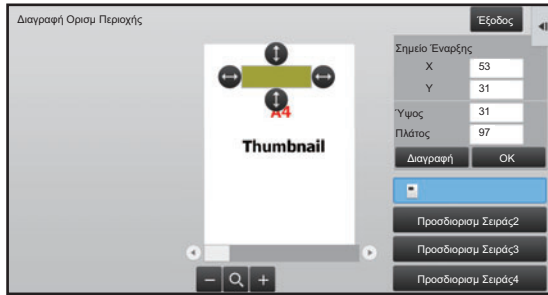 Διαγραφή Ορισμ Περιοχής
Έξοδος
Σημείο Έναρξης
X 53
Y 31
Ύψος 31
Πλάτος 97
Διαγραφή OK
A4
Thumbnail
Προσδιορισμ Σειράς2
Προσδιορισμ Σειράς3
Προσδιορισμ Σειράς4